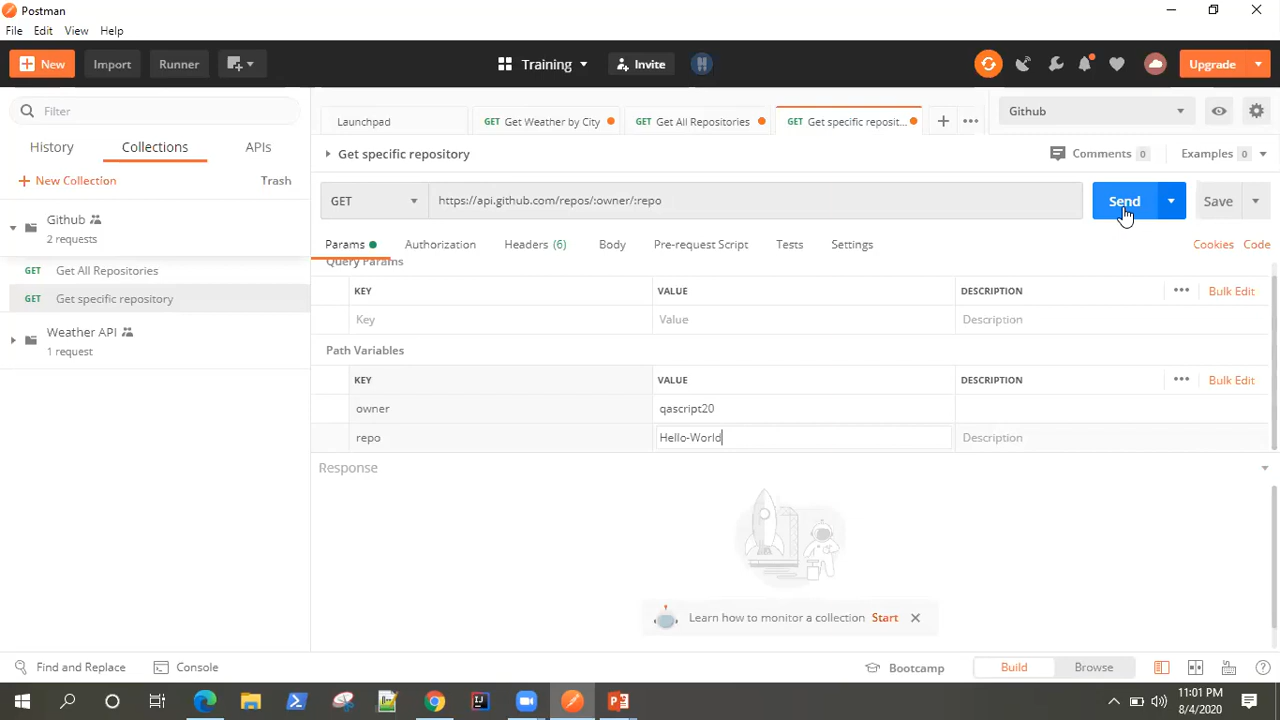 Postman
File Edit View Help
New Import Runner Training Invite Upgrade
Filter
History Collections APIs
New Collection Trash
Github
2 requests
GET Get All Repositories
GET Get specific repository
Weather API
1 request
Launchpad GET Get Weather by City GET Get All Repositories GET Get specific reposit... + ••• Github
Get specific repository Comments 0 Examples 0
GET https://api.github.com/repos/:owner/:repo Send Save
Params Authorization Headers (6) Body Pre-request Script Tests Settings Cookies Code
Query Params
KEY VALUE DESCRIPTION ••• Bulk Edit
Key Value Description
Path Variables
KEY VALUE DESCRIPTION ••• Bulk Edit
owner qascript20
repo Hello-World Description
Response
Learn how to monitor a collection Start
Find and Replace Console Bootcamp Build Browse
11:01 PM
8/4/2020